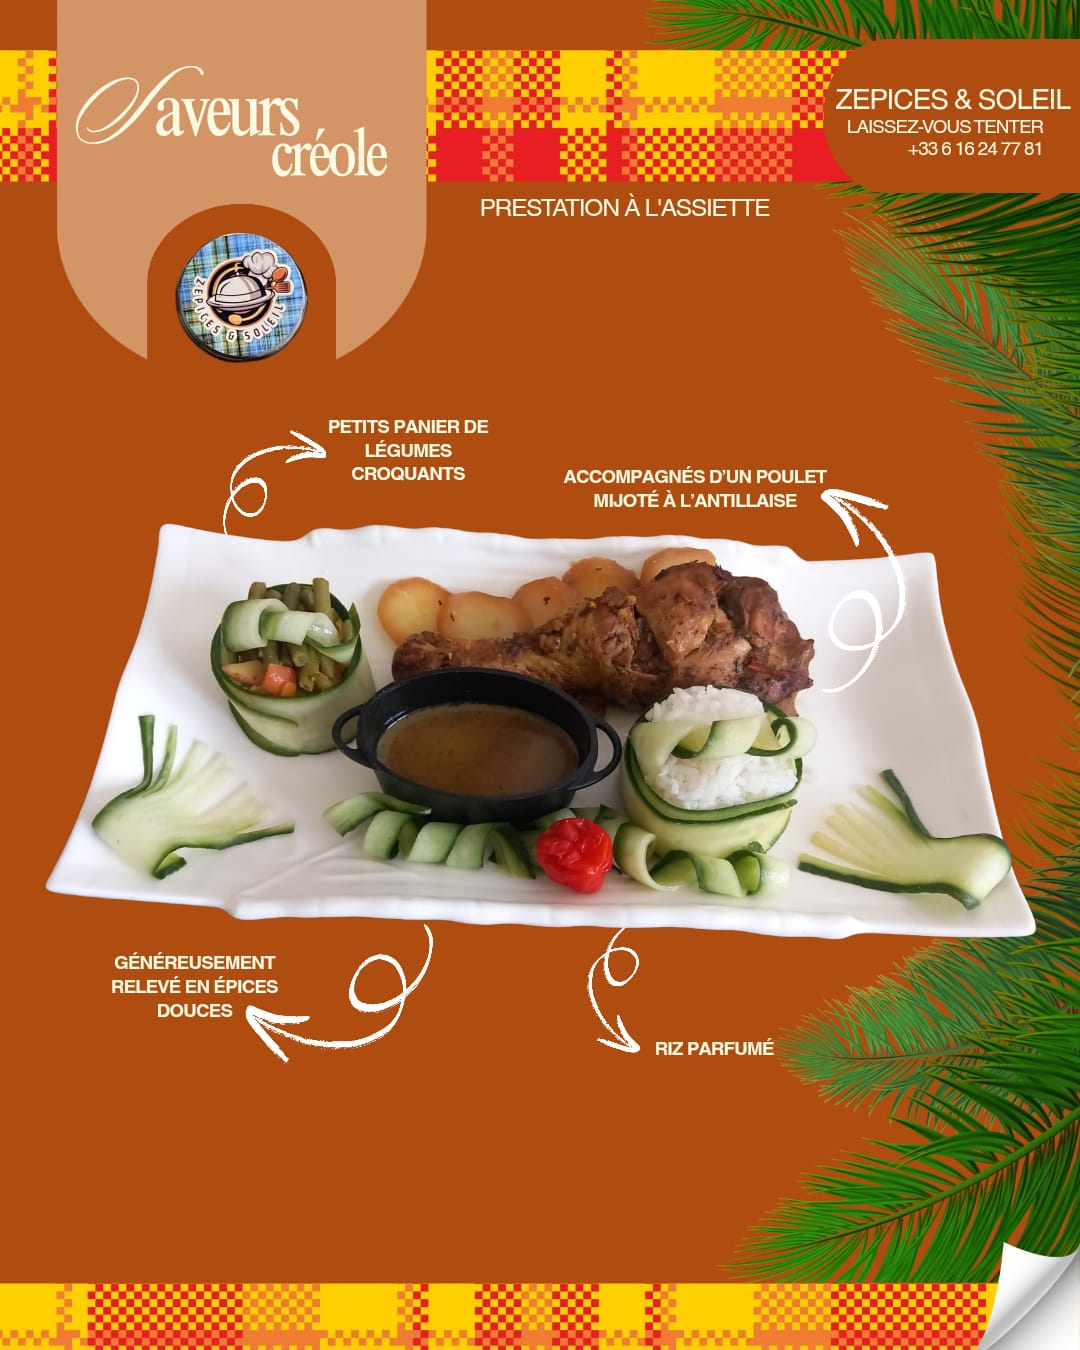 Saveurs
créole
ZEPICES & SOLEIL
LAISSEZ-VOUS TENTER
+33 6 16 24 77 81
PRESTATION À L'ASSIETTE
ZEPICES & SOLEIL
PETITS PANIER DE
LÉGUMES
CROQUANTS
ACCOMPAGNÉS D’UN POULET
MIJOTÉ À L’ANTILLAISE
GÉNÉREUSEMENT
RELEVÉ EN ÉPICES
DOUCES
RIZ PARFUMÉ